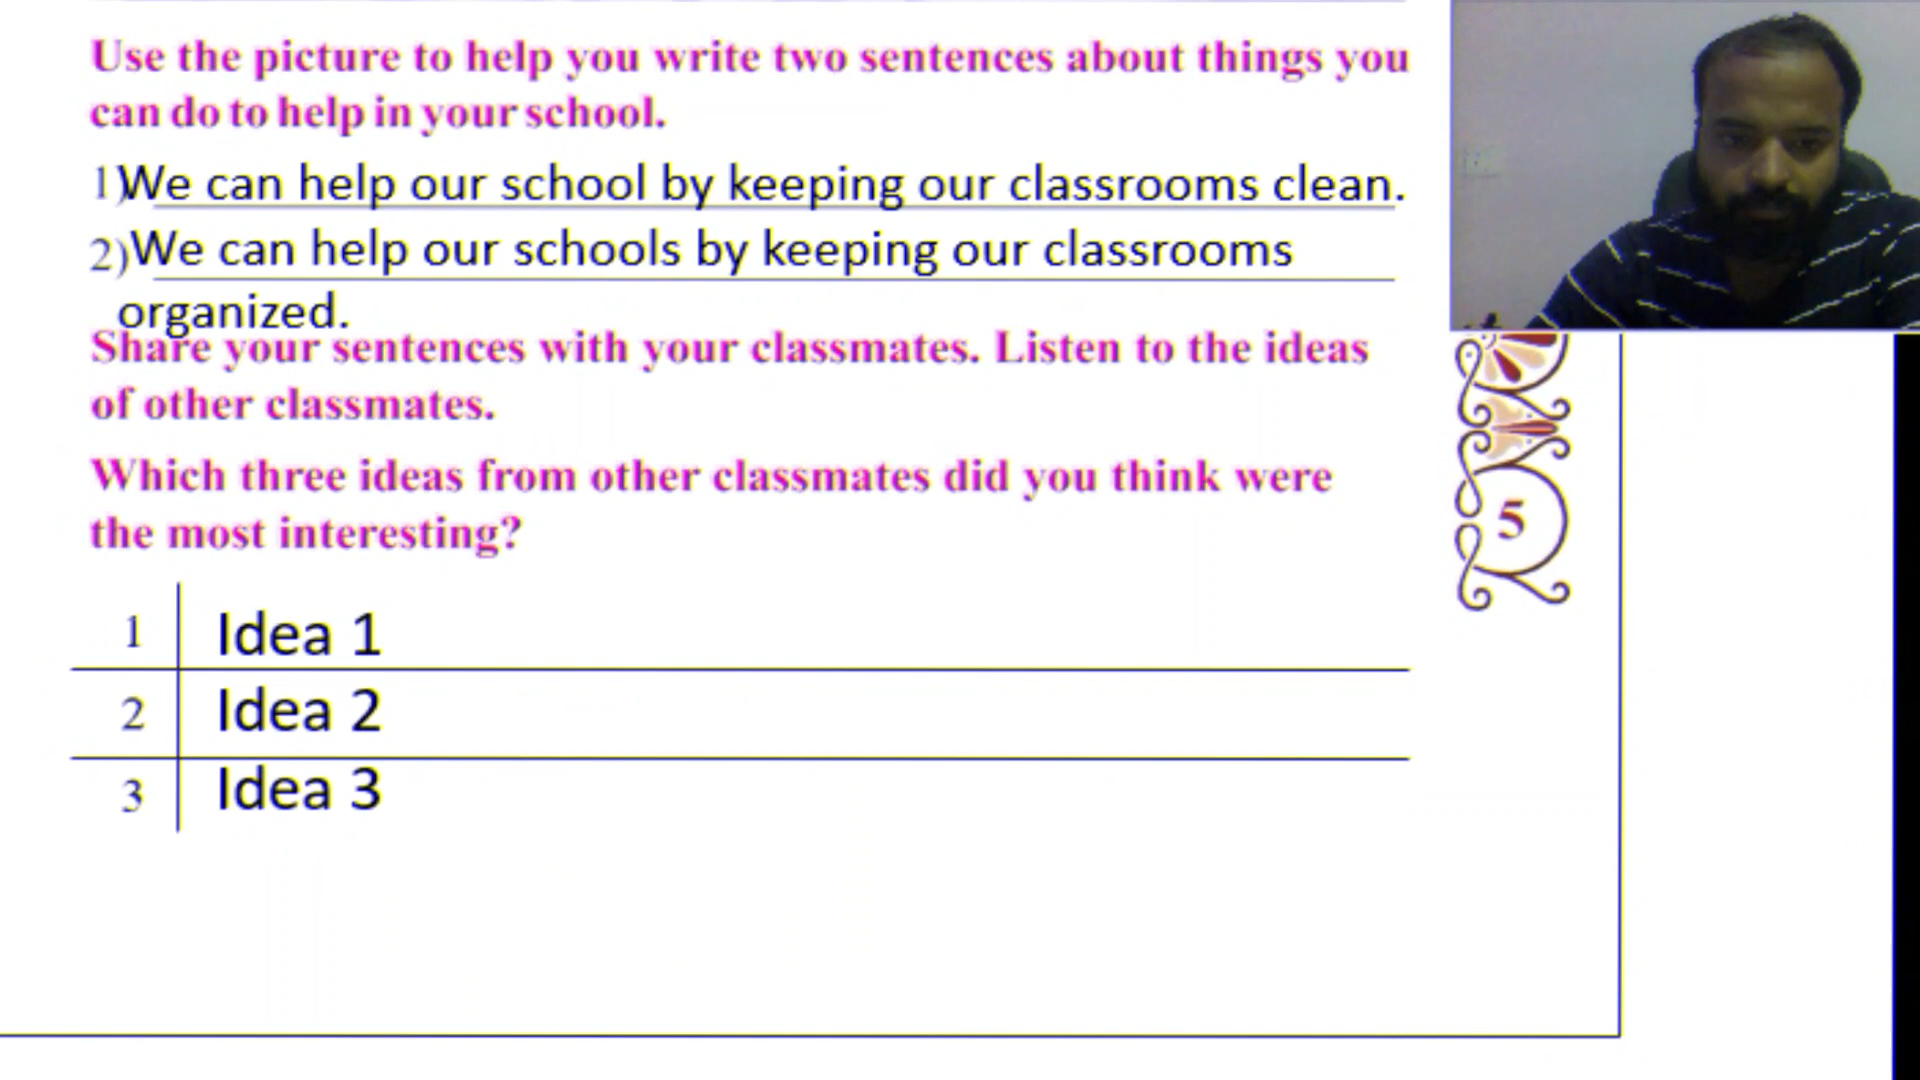 Use the picture to help you write two sentences about things you
can do to help in your school.
1)We can help our school by keeping our classrooms clean.
2)We can help our schools by keeping our classrooms
organized.
Share your sentences with your classmates. Listen to the ideas
of other classmates.
Which three ideas from other classmates did you think were
the most interesting?
5
1 Idea 1
2 Idea 2
3 Idea 3